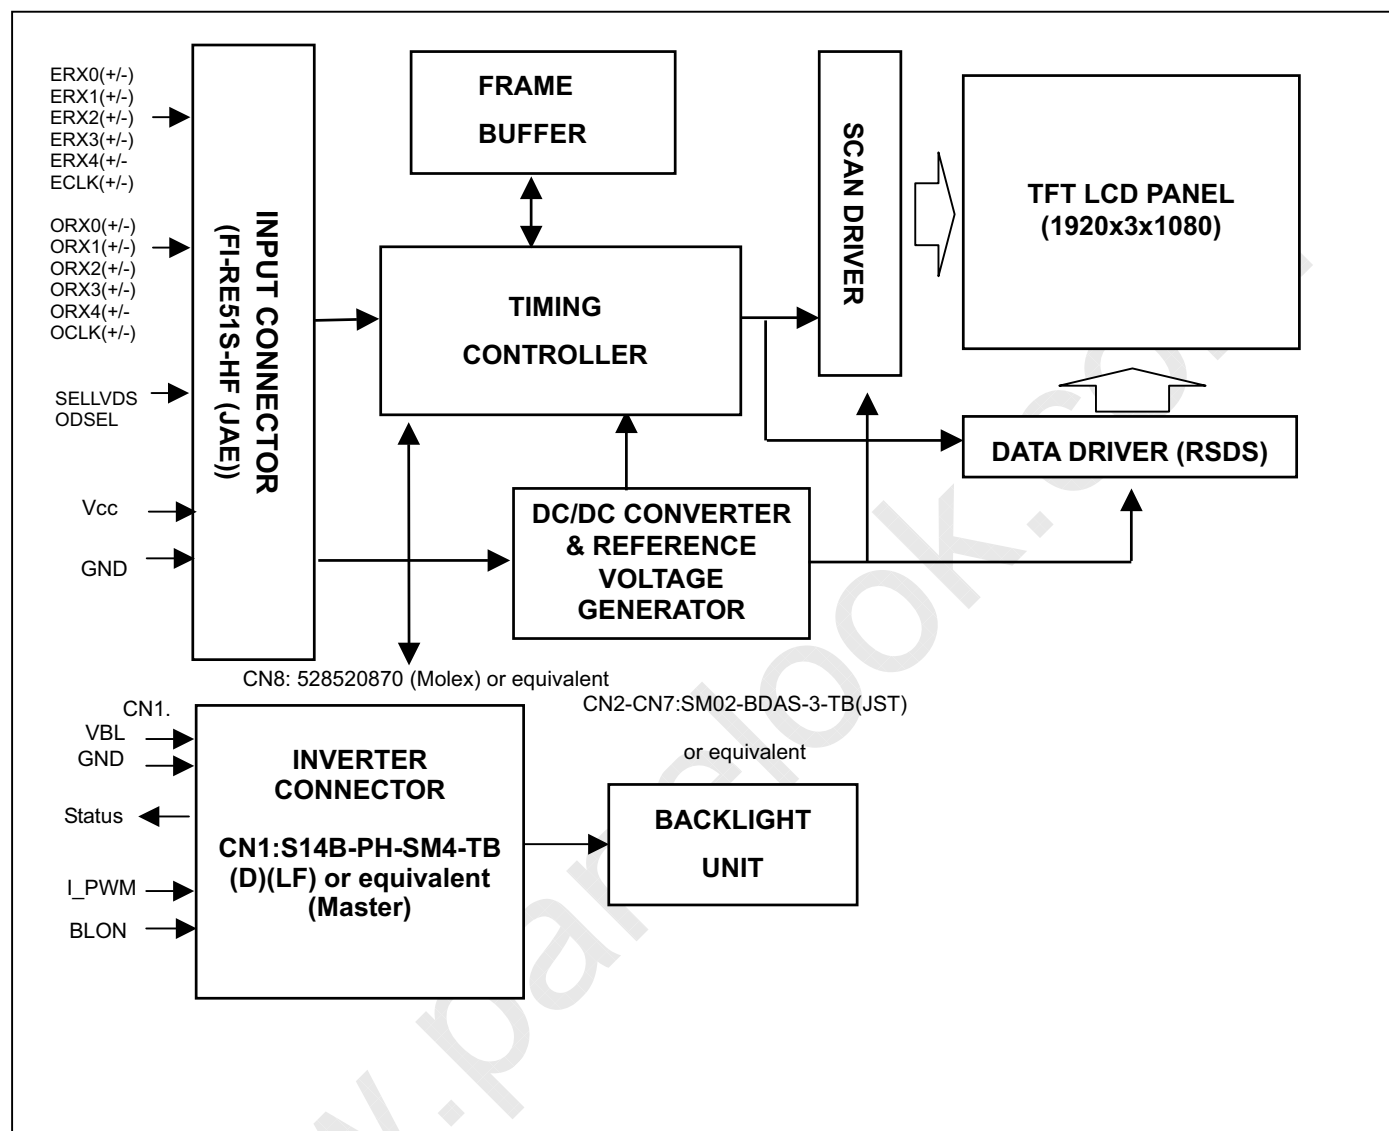 ERX0(+/-)
ERX1(+/-)
ERX2(+/-)
ERX3(+/-)
ERX4(+/-
ECLK(+/-)
ORX0(+/-)
ORX1(+/-)
ORX2(+/-)
ORX3(+/-)
ORX4(+/-
OCLK(+/-)
SELLVDS
ODSEL
Vcc
GND
INPUT CONNECTOR
(FI-RE51S-HF (JAE))
FRAME
BUFFER
TIMING
CONTROLLER
SCAN DRIVER
TFT LCD PANEL
(1920x3x1080)
DATA DRIVER (RSDS)
DC/DC CONVERTER
& REFERENCE
VOLTAGE
GENERATOR
CN8: 528520870 (Molex) or equivalent
CN2-CN7:SM02-BDAS-3-TB(JST)
or equivalent
CN1.
VBL
GND
Status
I_PWM
BLON
INVERTER
CONNECTOR
CN1:S14B-PH-SM4-TB
(D)(LF) or equivalent
(Master)
BACKLIGHT
UNIT